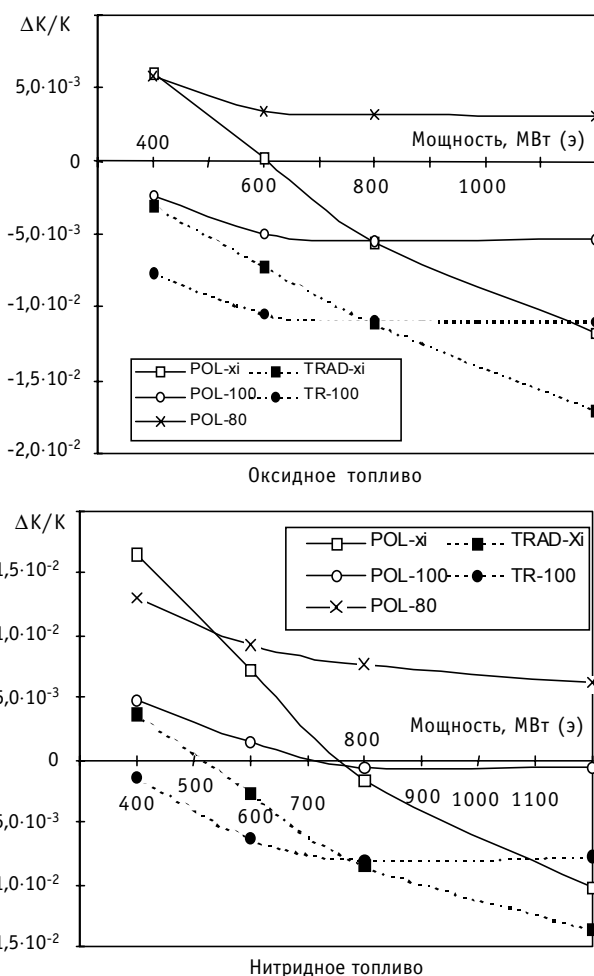 ΔK/K
5,0·10⁻³
Мощность, МВт (э)
400
0
600 800 1000
-5,0·10⁻³
-1,0·10⁻²
POL-xi TRAD-xi
-1,5·10⁻²
POL-100 TR-100
POL-80
-2,0·10⁻²
Оксидное топливо
ΔK/K
POL-xi TRAD-Xi
1,5·10⁻²
POL-100 TR-100
POL-80
1,0·10⁻²
5,0·10⁻³
Мощность, МВт (э)
800
0
400 600 700 900 1000 1100
5,0·10⁻³
1,0·10⁻²
1,5·10⁻²
Нитридное топливо